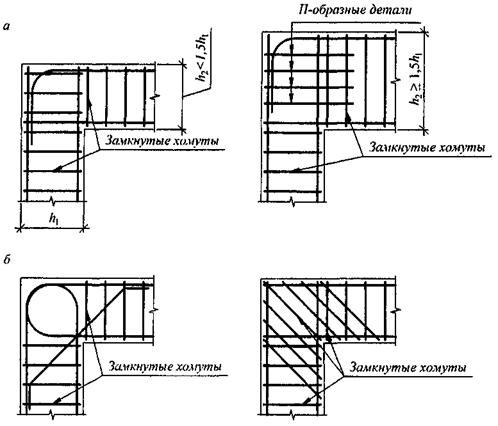 П-образные детали
а
h₂<1,5h₁
h₂≥1,5h₁
Замкнутые хомуты
Замкнутые хомуты
h₁
б
Замкнутые хомуты
Замкнутые хомуты